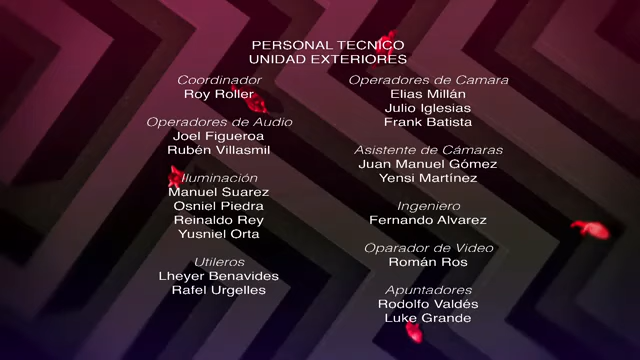 PERSONAL TECNICO
UNIDAD EXTERIORES
Coordinador
Roy Roller
Operadores de Audio
Joel Figueroa
Rubén Villasmil
Iluminación
Manuel Suarez
Osniel Piedra
Reinaldo Rey
Yusniel Orta
Utileros
Lheyer Benavides
Rafel Urgelles
Operadores de Camara
Elias Millán
Julio Iglesias
Frank Batista
Asistente de Cámaras
Juan Manuel Gómez
Yensi Martínez
Ingeniero
Fernando Alvarez
Oparador de Video
Román Ros
Apuntadores
Rodolfo Valdés
Luke Grande